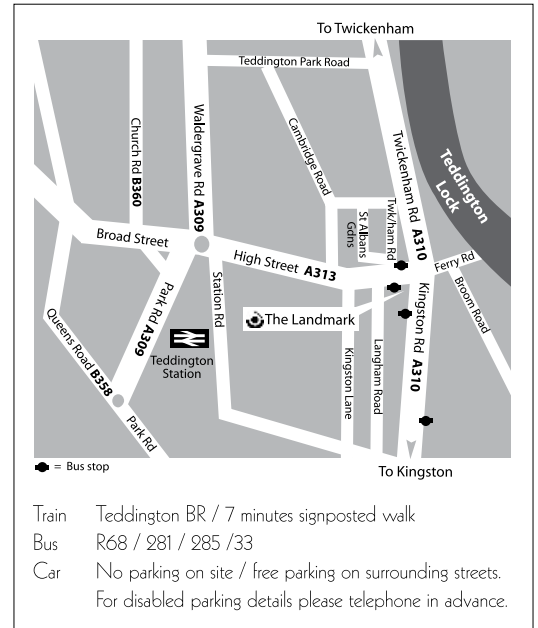 To Twickenham
Teddington Park Road
Church Rd B360
Waldergrave Rd A309
Cambridge Road
Twickenham Rd A310
Teddington
Lock
St Albans
Gdns
Twk/ham Rd
Broad Street
High Street A313
Ferry Rd
Broom Road
Park Rd A309
Station Rd
The Landmark
Kingston Rd A310
Teddington
Station
Kingston Lane
Langham Road
Queens Road B358
Park Rd
= Bus stop
To Kingston
Train Teddington BR / 7 minutes signposted walk
Bus R68 / 281 / 285 /33
Car No parking on site / free parking on surrounding streets.
For disabled parking details please telephone in advance.